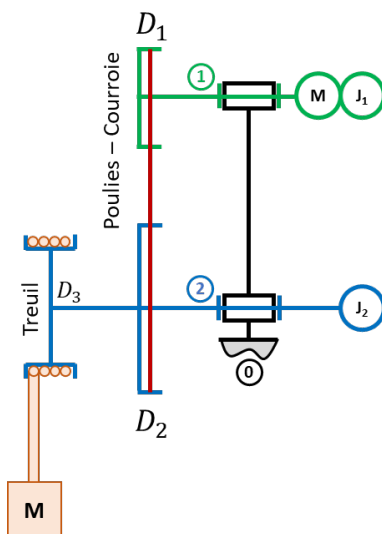 D₁
1
M
J₁
Poulies – Courroie
Treuil
D₃
2
J₂
0
D₂
M